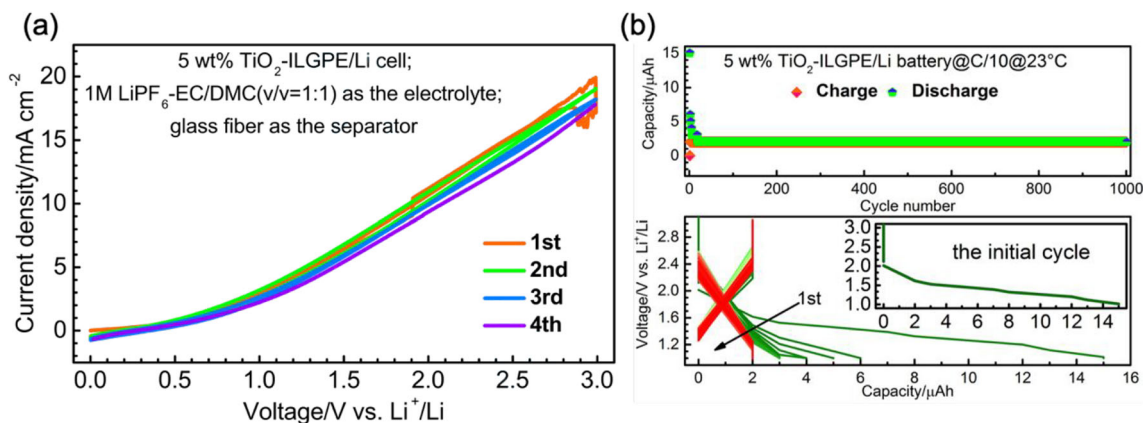 (a)
5 wt% TiO2-ILGPE/Li cell;
1M LiPF6-EC/DMC(v/v=1:1) as the electrolyte;
glass fiber as the separator
Current density/mA cm-2
20
15
10
5
0
1st
2nd
3rd
4th
0.0 0.5 1.0 1.5 2.0 2.5 3.0
Voltage/V vs. Li+/Li
(b)
5 wt% TiO2-ILGPE/Li battery@C/10@23°C
Charge Discharge
Capacity/μAh
15
10
5
0
0 200 400 600 800 1000
Cycle number
Voltage/V vs. Li+/Li
2.8
2.4
2.0
1.6
1.2
1st
the initial cycle
3.0
2.5
2.0
1.5
1.0
0 2 4 6 8 10 12 14
0 2 4 6 8 10 12 14 16
Capacity/μAh